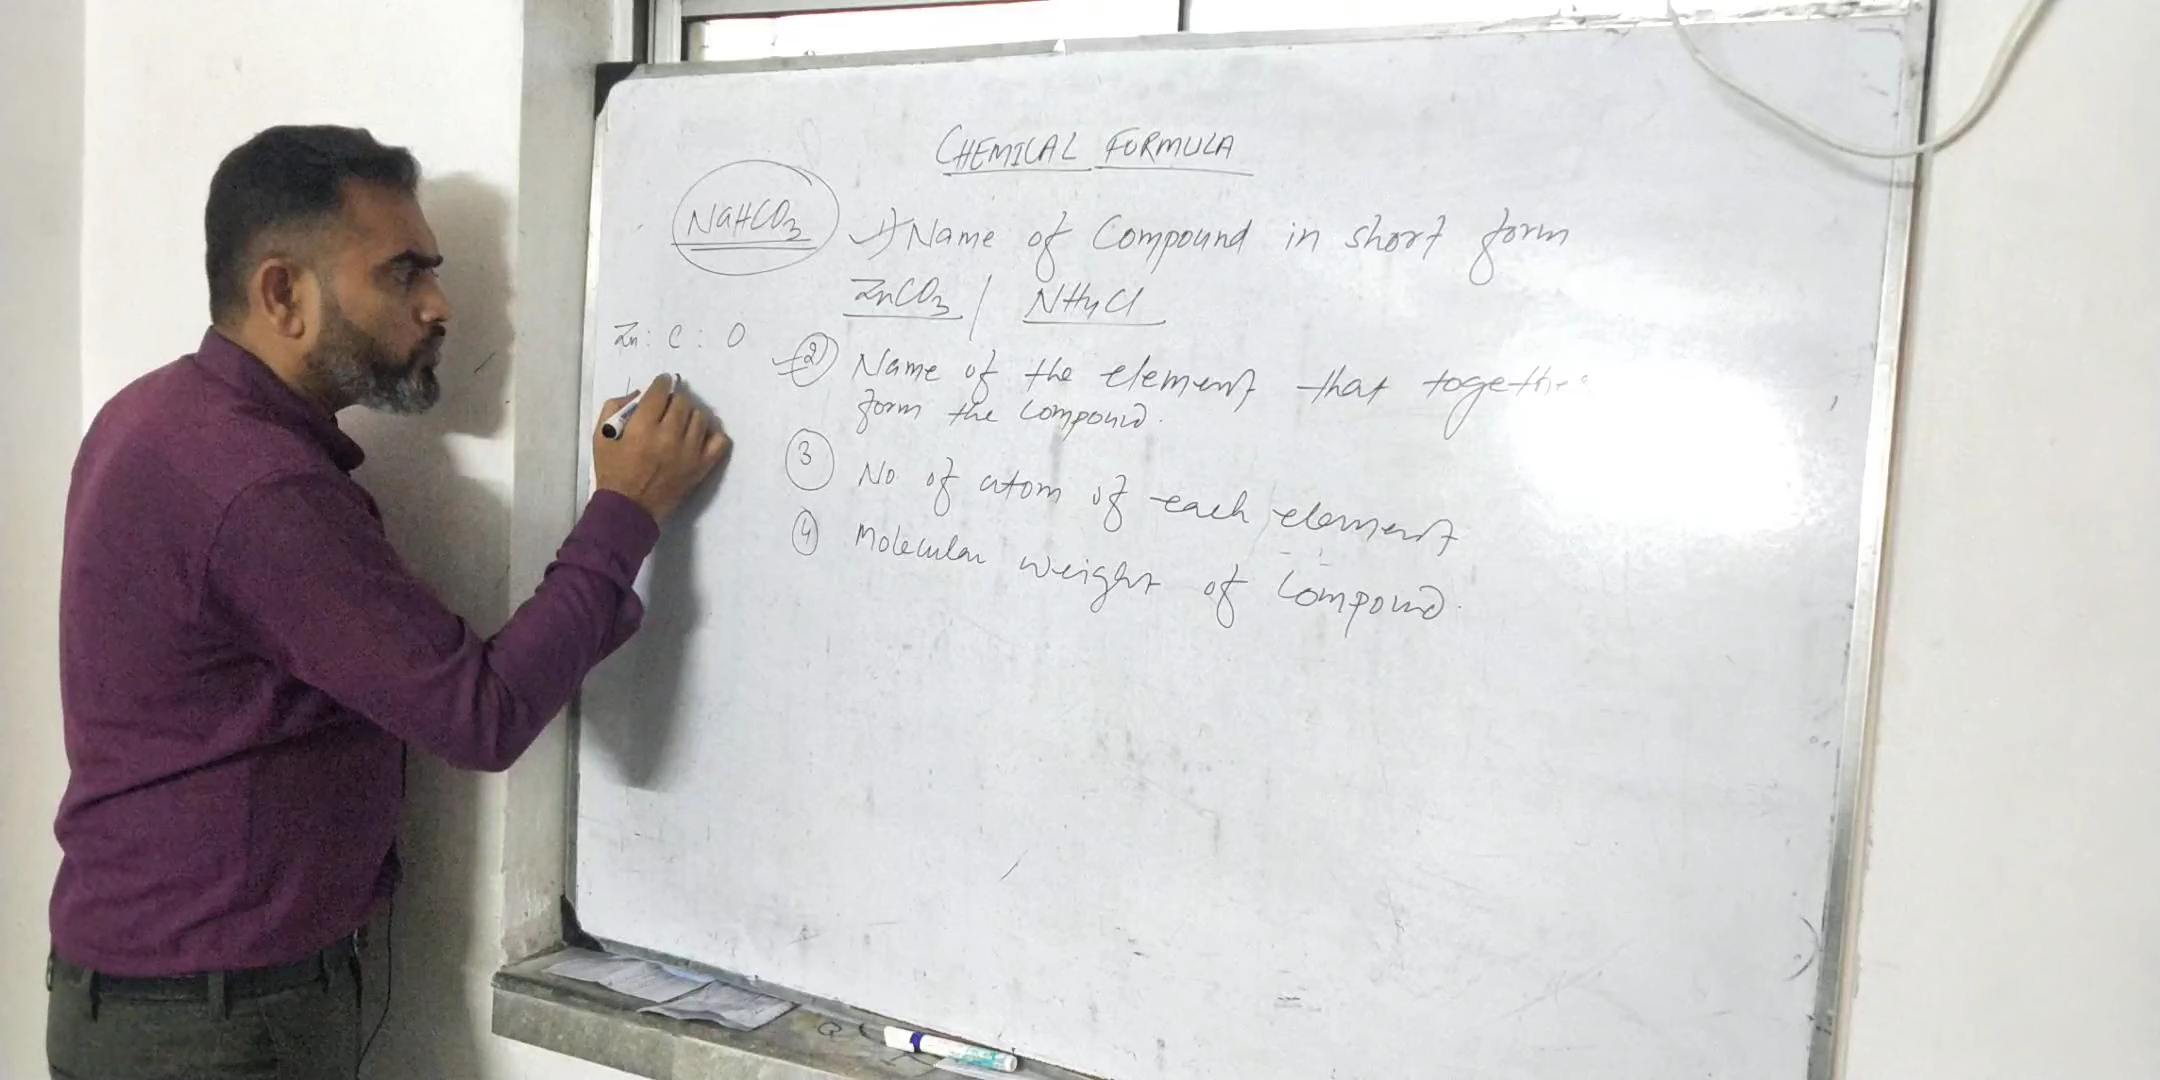 CHEMICAL FORMULA
NaHCO3
1) Name of Compound in short form
ZnCO3 / NH4Cl
Zn : C : O
2) Name of the element that together
form the compound.
3 No of atom of each element
4 Molecular weight of Compound.